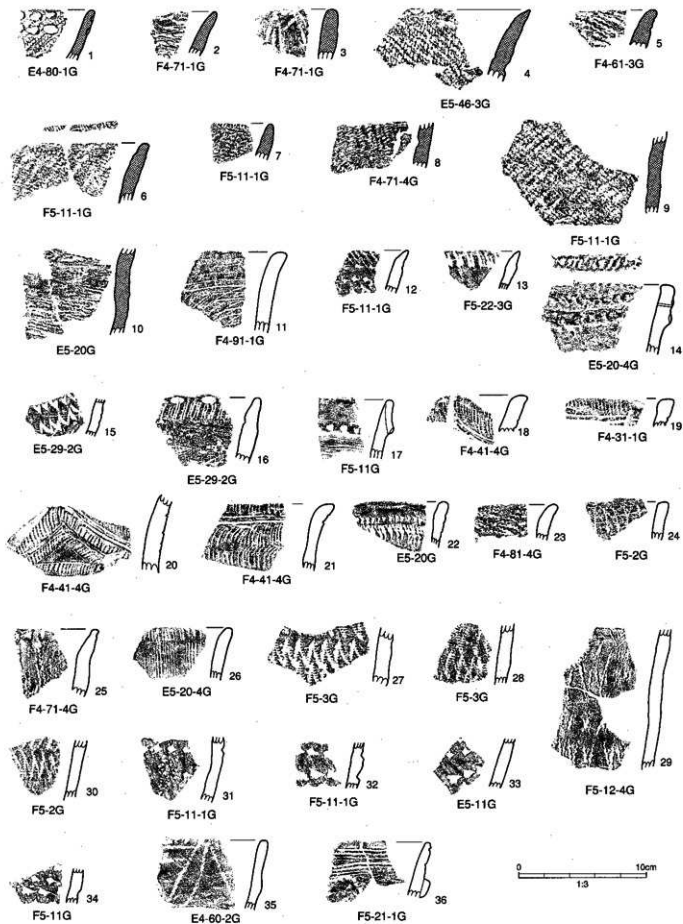 1 2 3 4 5
E4-80-1G F4-71-1G F4-71-1G E5-46-3G F4-61-3G
6 7 8 9
F5-11-1G F5-11-1G F4-71-4G F5-11-1G
10 11 12 13 14
E5-20G F4-91-1G F5-11-1G F5-22-3G E5-20-4G
15 16 17 18 19
E5-29-2G E5-29-2G F5-11G F4-41-4G F4-31-1G
20 21 22 23 24
F4-41-4G F4-41-4G E5-20G F4-81-4G F5-2G
25 26 27 28 29
F4-71-4G E5-20-4G F5-3G F5-3G F5-12-4G
30 31 32 33
F5-2G F5-11-1G F5-11-1G E5-11G
34 35 36
F5-11G E4-60-2G F5-21-1G
0 10cm
1:3